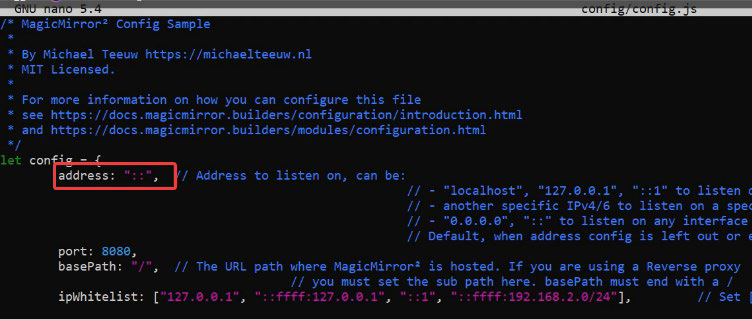 GNU nano 5.4 config/config.js
/* MagicMirror² Config Sample
*
* By Michael Teeuw https://michaelteeuw.nl
* MIT Licensed.
*
* For more information on how you can configure this file
* see https://docs.magicmirror.builders/configuration/introduction.html
* and https://docs.magicmirror.builders/modules/configuration.html
*/
let config = {
address: "::", // Address to listen on, can be:
// - "localhost", "127.0.0.1", "::1" to listen
// - another specific IPv4/6 to listen on a
// - "0.0.0.0", "::" to listen on any interface
// Default, when address config is left out or
port: 8080,
basePath: "/", // The URL path where MagicMirror² is hosted. If you are using a Reverse proxy
// you must set the sub path here. basePath must end with a /
ipWhitelist: ["127.0.0.1", "::ffff:127.0.0.1", "::1", "::ffff:192.168.2.0/24"], // Set [